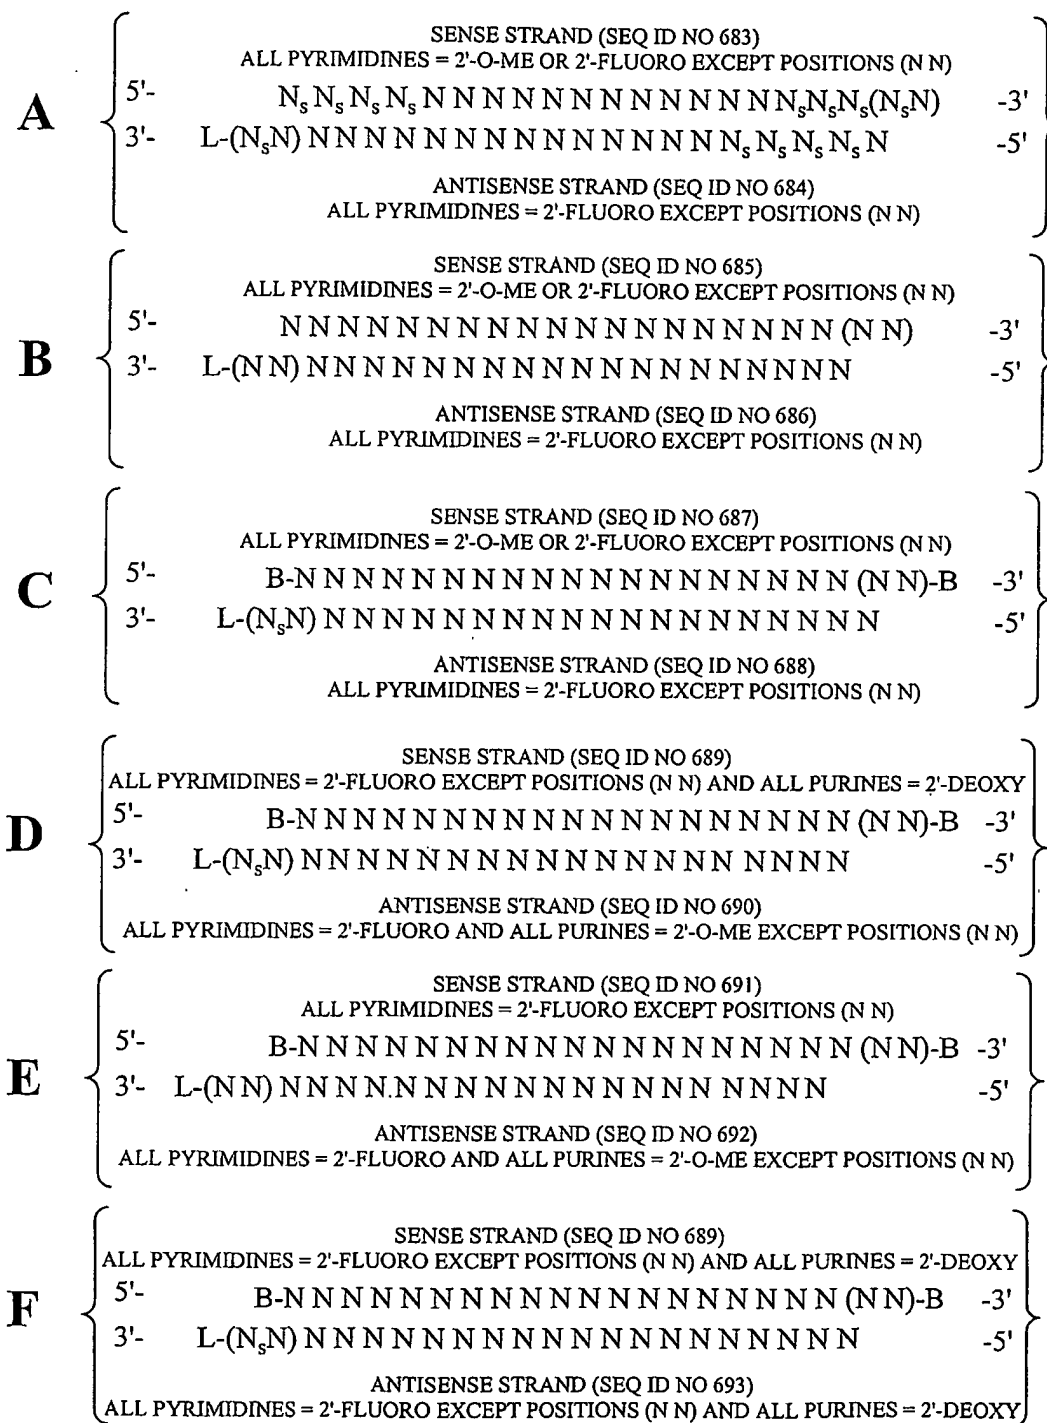 A
SENSE STRAND (SEQ ID NO 683)
ALL PYRIMIDINES = 2'-O-ME OR 2'-FLUORO EXCEPT POSITIONS (N N)
5'- NₛNₛNₛNₛN N N N N N N N N N N N NₛNₛNₛ(NₛN) -3'
3'- L-(NₛN) N N N N N N N N N N N N N N Nₛ Nₛ Nₛ Nₛ N -5'
ANTISENSE STRAND (SEQ ID NO 684)
ALL PYRIMIDINES = 2'-FLUORO EXCEPT POSITIONS (N N)
B
SENSE STRAND (SEQ ID NO 685)
ALL PYRIMIDINES = 2'-O-ME OR 2'-FLUORO EXCEPT POSITIONS (N N)
5'- N N N N N N N N N N N N N N N N N N N (N N) -3'
3'- L-(N N) N N N N N N N N N N N N N N N N N N N -5'
ANTISENSE STRAND (SEQ ID NO 686)
ALL PYRIMIDINES = 2'-FLUORO EXCEPT POSITIONS (N N)
C
SENSE STRAND (SEQ ID NO 687)
ALL PYRIMIDINES = 2'-O-ME OR 2'-FLUORO EXCEPT POSITIONS (N N)
5'- B-N N N N N N N N N N N N N N N N N N N (N N)-B -3'
3'- L-(NₛN) N N N N N N N N N N N N N N N N N N N -5'
ANTISENSE STRAND (SEQ ID NO 688)
ALL PYRIMIDINES = 2'-FLUORO EXCEPT POSITIONS (N N)
D
SENSE STRAND (SEQ ID NO 689)
ALL PYRIMIDINES = 2'-FLUORO EXCEPT POSITIONS (N N) AND ALL PURINES = 2'-DEOXY
5'- B-N N N N N N N N N N N N N N N N N N N (N N)-B -3'
3'- L-(NₛN) N N N N N N N N N N N N N N N N N N N -5'
ANTISENSE STRAND (SEQ ID NO 690)
ALL PYRIMIDINES = 2'-FLUORO AND ALL PURINES = 2'-O-ME EXCEPT POSITIONS (N N)
E
SENSE STRAND (SEQ ID NO 691)
ALL PYRIMIDINES = 2'-FLUORO EXCEPT POSITIONS (N N)
5'- B-N N N N N N N N N N N N N N N N N N N (N N)-B -3'
3'- L-(N N) N N N N N N N N N N N N N N N N N N N -5'
ANTISENSE STRAND (SEQ ID NO 692)
ALL PYRIMIDINES = 2'-FLUORO AND ALL PURINES = 2'-O-ME EXCEPT POSITIONS (N N)
F
SENSE STRAND (SEQ ID NO 689)
ALL PYRIMIDINES = 2'-FLUORO EXCEPT POSITIONS (N N) AND ALL PURINES = 2'-DEOXY
5'- B-N N N N N N N N N N N N N N N N N N N (N N)-B -3'
3'- L-(NₛN) N N N N N N N N N N N N N N N N N N N -5'
ANTISENSE STRAND (SEQ ID NO 693)
ALL PYRIMIDINES = 2'-FLUORO EXCEPT POSITIONS (N N) AND ALL PURINES = 2'-DEOXY